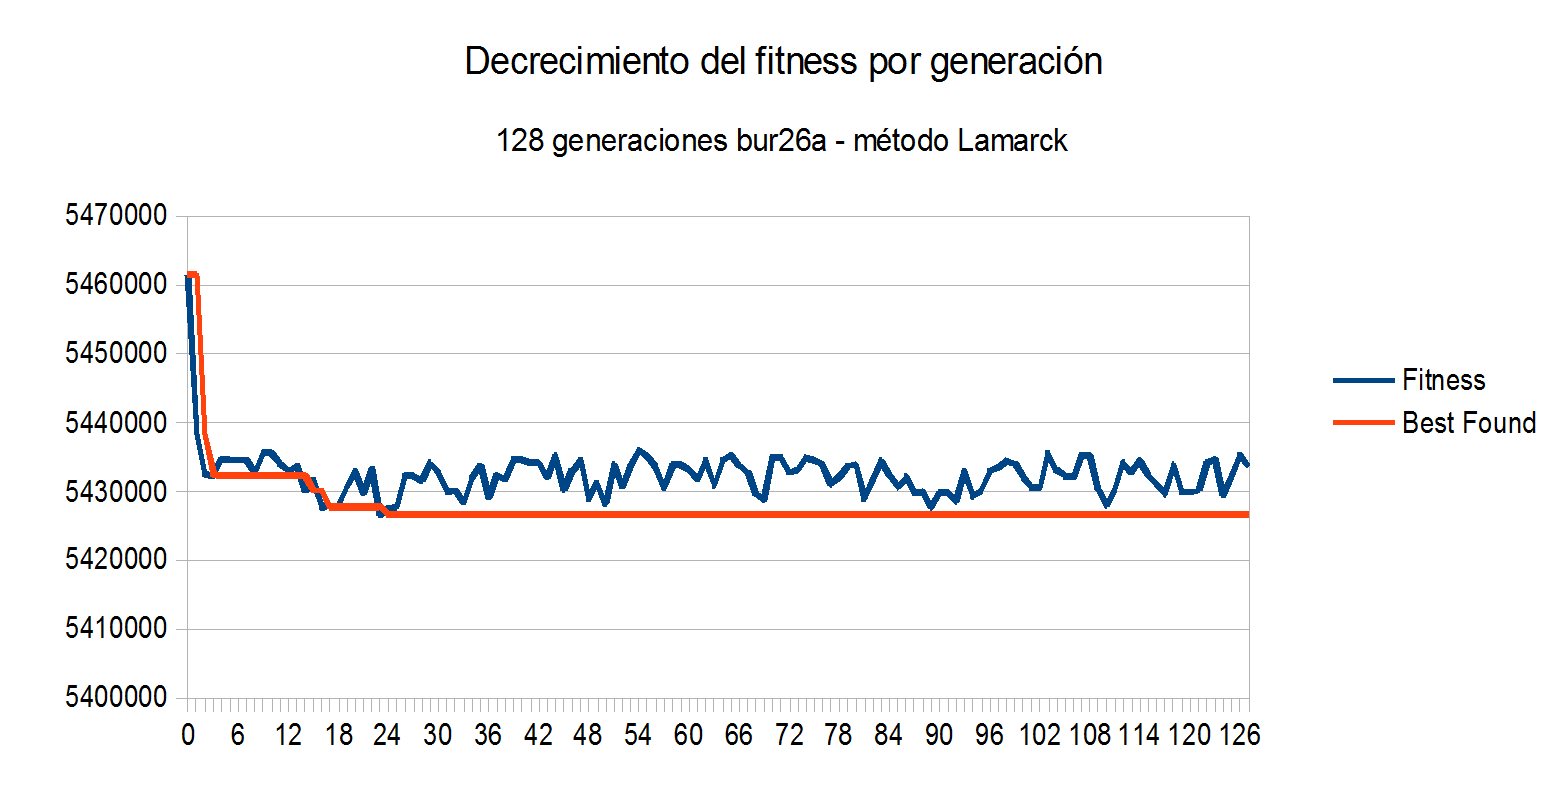 Decrecimiento del fitness por generación
128 generaciones bur26a - método Lamarck
5470000
5460000
5450000
5440000
5430000
5420000
5410000
5400000
0 6 12 18 24 30 36 42 48 54 60 66 72 78 84 90 96 102 108 114 120 126
Fitness
Best Found